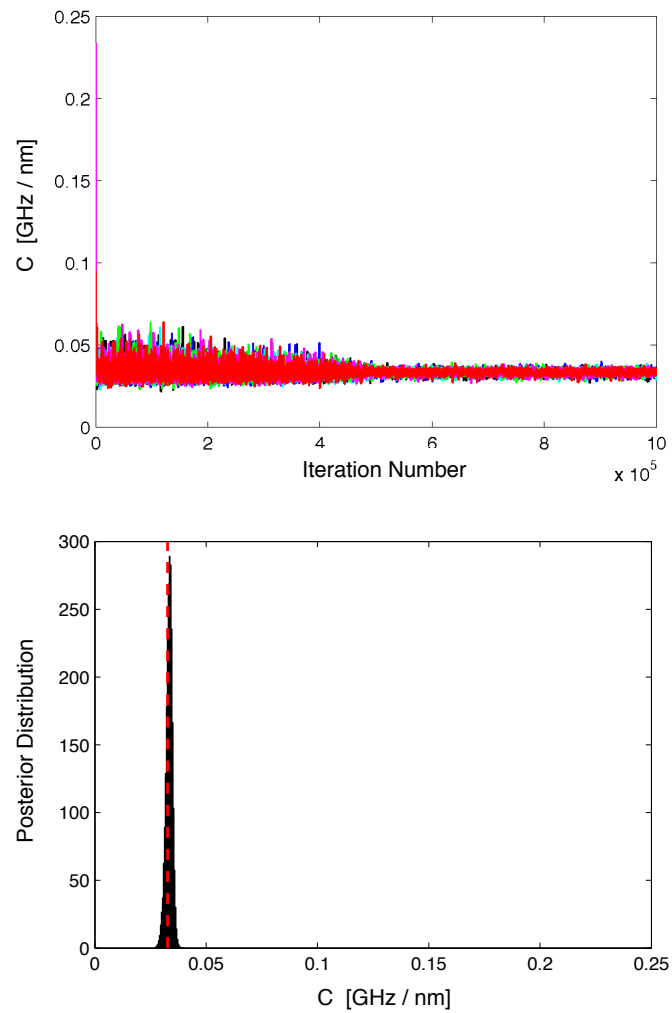 0.25
0.2
0.15
0.1
0.05
0
C [GHz / nm]
0 2 4 6 8 10
Iteration Number
x 10^5
300
250
200
150
100
50
0
Posterior Distribution
0 0.05 0.1 0.15 0.2 0.25
C [GHz / nm]